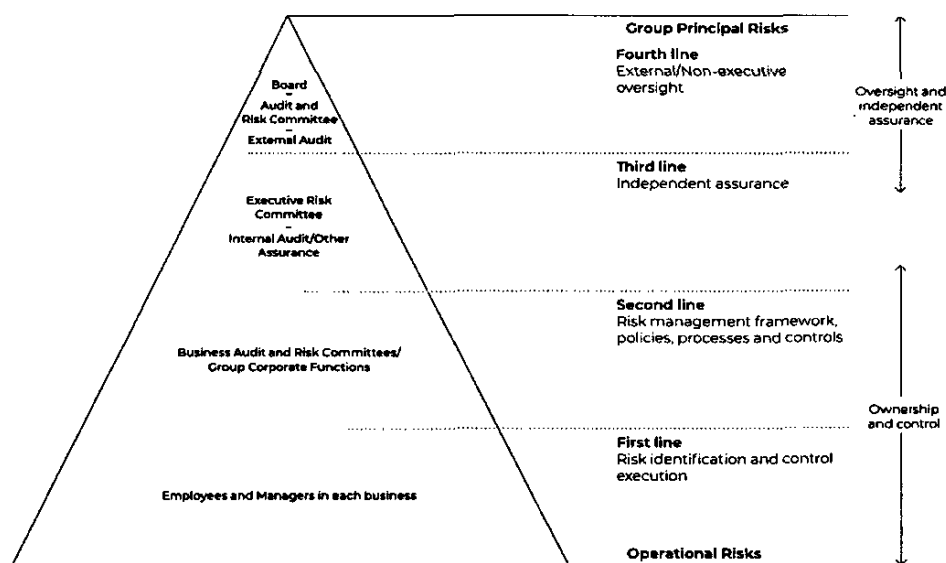 Group Principal Risks
Fourth line
External/Non-executive
oversight
Board
–
Audit and
Risk Committee
–
External Audit
Oversight and
independent
assurance
Third line
Independent assurance
Executive Risk
Committee
–
Internal Audit/Other
Assurance
Second line
Risk management framework,
policies, processes and controls
Business Audit and Risk Committees/
Group Corporate Functions
Ownership
and control
First line
Risk identification and control
execution
Employees and Managers in each business
Operational Risks